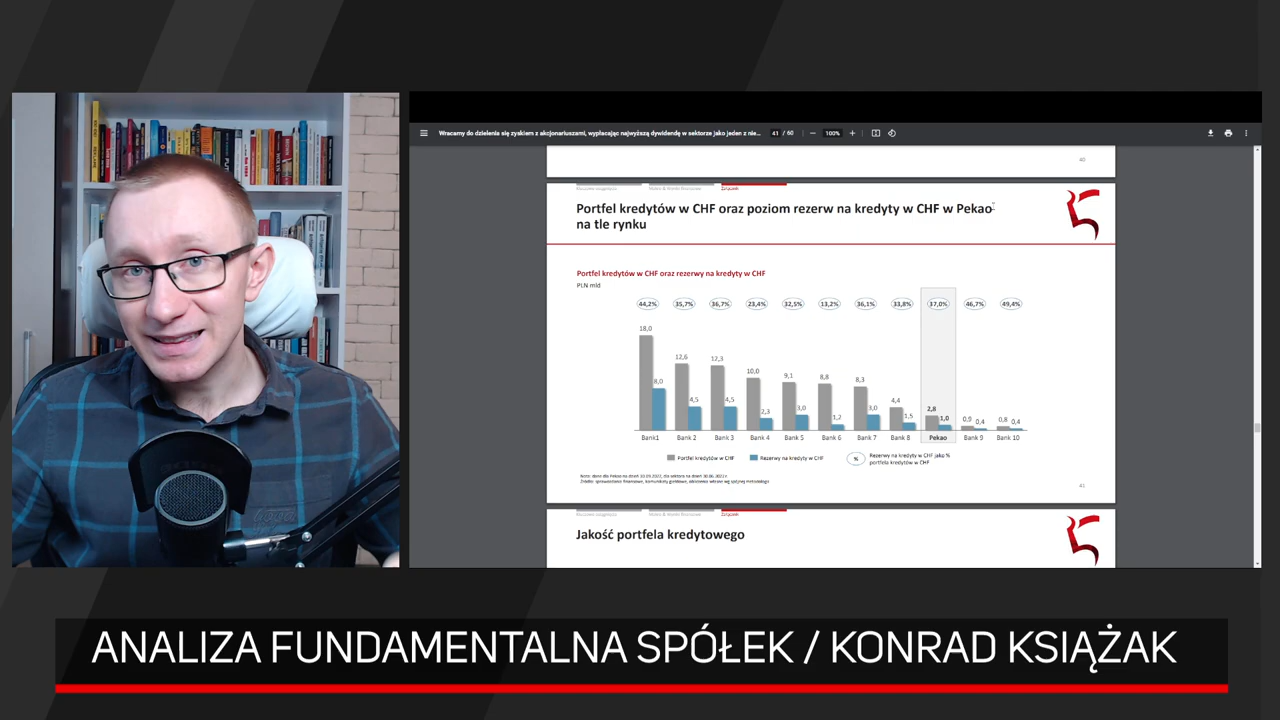 Wracamy do dzielenia się zyskiem z akcjonariuszami, wypłacając najwyższą dywidendę w sektorze jako jeden z nie...
41 / 60
100%
40
Portfel kredytów w CHF oraz poziom rezerw na kredyty w CHF w Pekao
na tle rynku
Portfel kredytów w CHF oraz rezerwy na kredyty w CHF
PLN mld
44,2% 35,7% 36,7% 23,4% 32,5% 13,2% 36,1% 33,8% 37,0% 46,7% 49,4%
18,0 8,0 12,6 4,5 12,3 4,5 10,0 2,3 9,1 3,0 8,8 1,2 8,3 3,0 4,4 1,5 2,8 1,0 0,9 0,4 0,8 0,4
Bank1 Bank 2 Bank 3 Bank 4 Bank 5 Bank 6 Bank 7 Bank 8 Pekao Bank 9 Bank 10
Portfel kredytów w CHF
Rezerwy na kredyty w CHF
%
Rezerwy na kredyty w CHF jako %
portfela kredytów w CHF
41
Jakość portfela kredytowego
ANALIZA FUNDAMENTALNA SPÓŁEK / KONRAD KSIĄŻAK